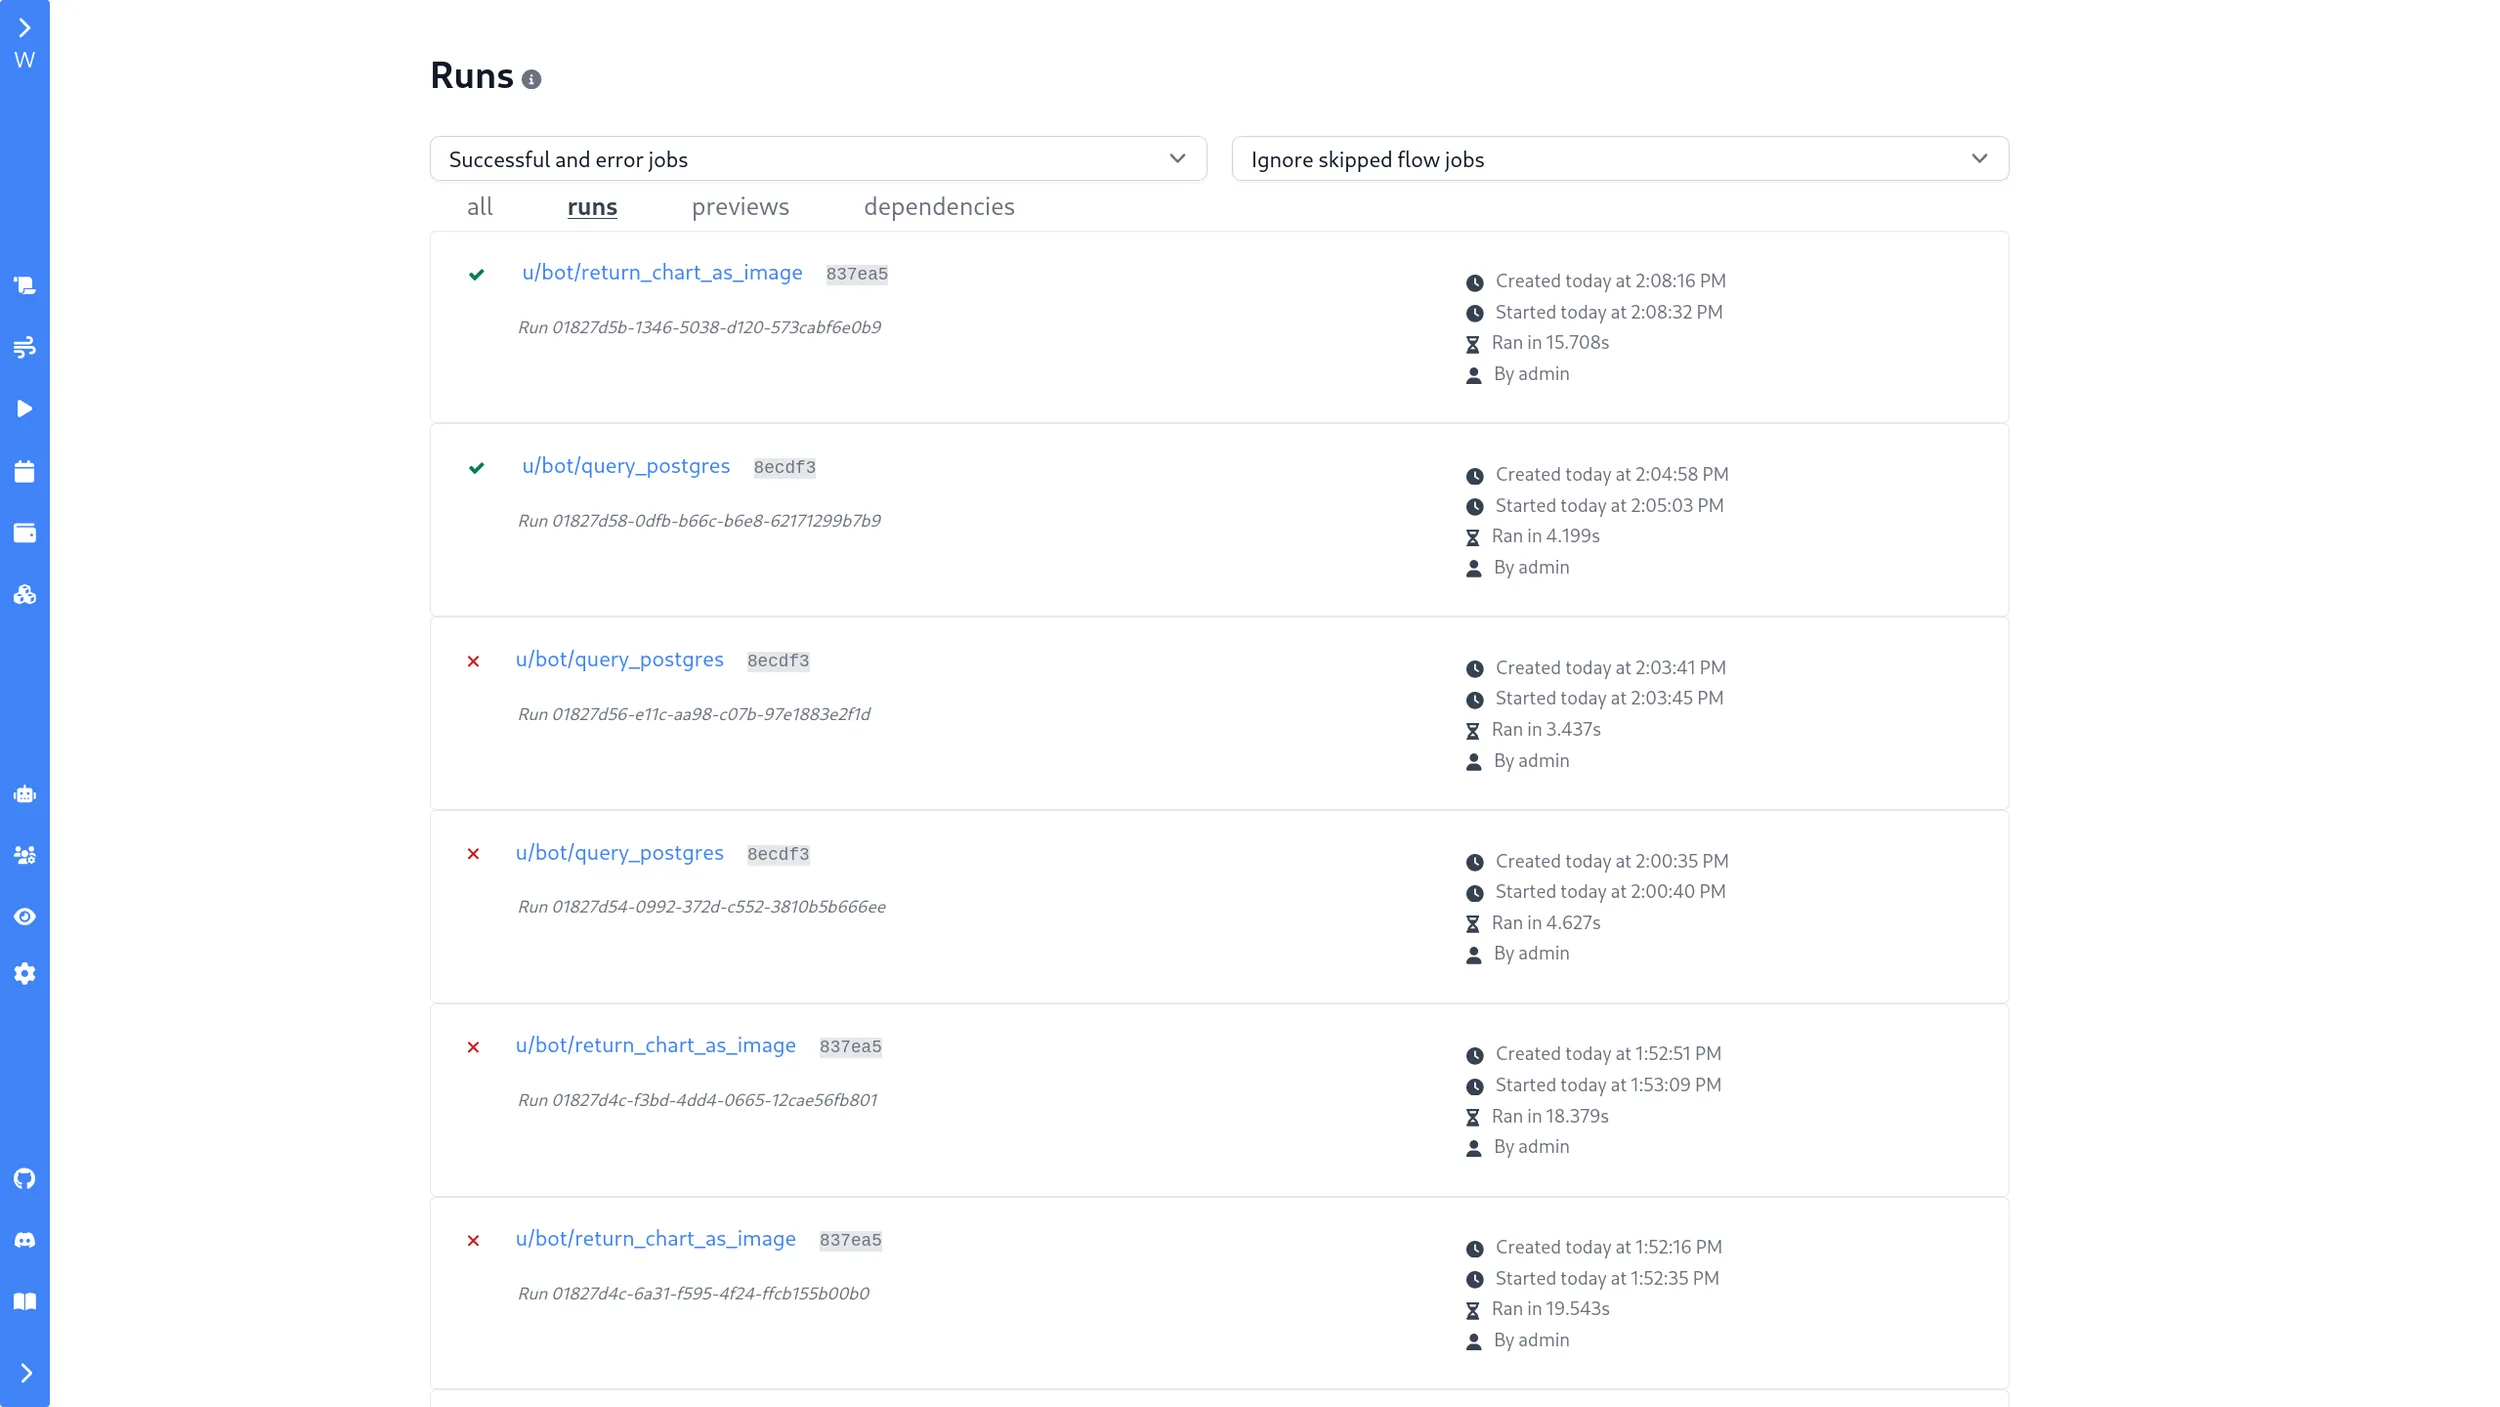 W
Runs
Successful and error jobs
Ignore skipped flow jobs
all runs previews dependencies
u/bot/return_chart_as_image 837ea5
Run 01827d5b-1346-5038-d120-573cabf6e0b9
Created today at 2:08:16 PM
Started today at 2:08:32 PM
Ran in 15.708s
By admin
u/bot/query_postgres 8ecdf3
Run 01827d58-0dfb-b66c-b6e8-62171299b7b9
Created today at 2:04:58 PM
Started today at 2:05:03 PM
Ran in 4.199s
By admin
u/bot/query_postgres 8ecdf3
Run 01827d56-e11c-aa98-c07b-97e1883e2f1d
Created today at 2:03:41 PM
Started today at 2:03:45 PM
Ran in 3.437s
By admin
u/bot/query_postgres 8ecdf3
Run 01827d54-0992-372d-c552-3810b5b666ee
Created today at 2:00:35 PM
Started today at 2:00:40 PM
Ran in 4.627s
By admin
u/bot/return_chart_as_image 837ea5
Run 01827d4c-f3bd-4dd4-0665-12cae56fb801
Created today at 1:52:51 PM
Started today at 1:53:09 PM
Ran in 18.379s
By admin
u/bot/return_chart_as_image 837ea5
Run 01827d4c-6a31-f595-4f24-ffcb155b00b0
Created today at 1:52:16 PM
Started today at 1:52:35 PM
Ran in 19.543s
By admin